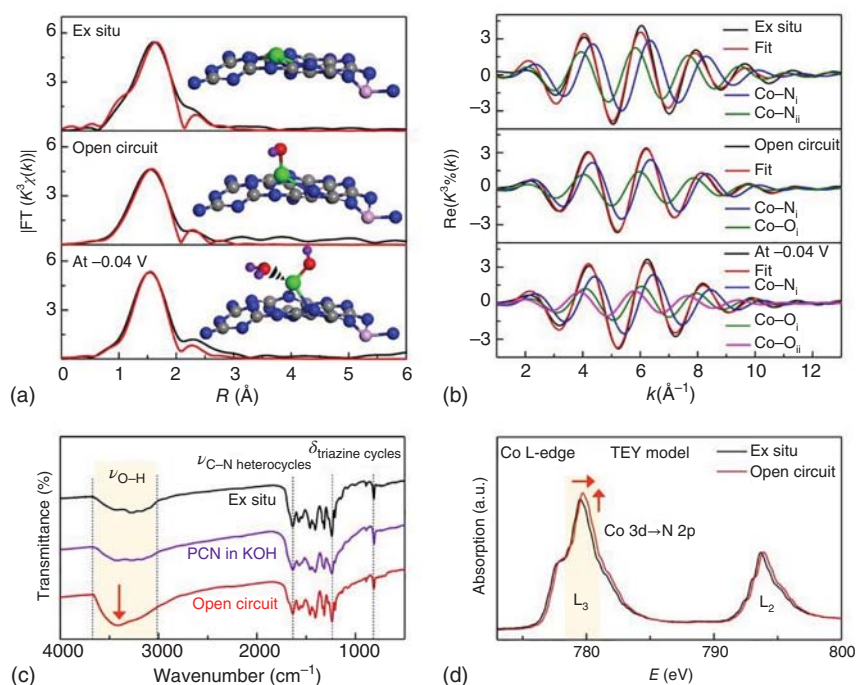 Ex situ
6
3
Open circuit
6
3
At –0.04 V
6
3
|FT (K³χ(k))|
0 1 2 3 4 5 6
R (Å)
(a)
3
0
–3
Ex situ
Fit
Co–Nᵢ
Co–Nᵢᵢ
3
0
–3
Open circuit
Fit
Co–Nᵢ
Co–Oᵢ
3
0
–3
At –0.04 V
Fit
Co–Nᵢ
Co–Oᵢ
Co–Oᵢᵢ
Re(K³%(k))
2 4 6 8 10 12
k(Å⁻¹)
(b)
νO–H
νC–N heterocycles
δtriazine cycles
Ex situ
PCN in KOH
Open circuit
Transmittance (%)
4000 3000 2000 1000
Wavenumber (cm⁻¹)
(c)
Co L-edge TEY model
Ex situ
Open circuit
Co 3d→N 2p
L₃
L₂
Absorption (a.u.)
780 790 800
E (eV)
(d)